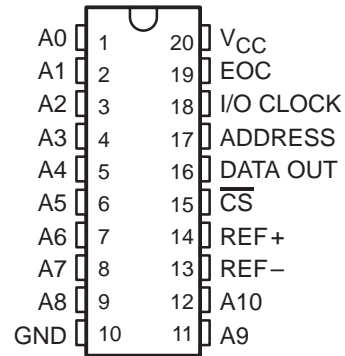 A0 1 20 VCC
A1 2 19 EOC
A2 3 18 I/O CLOCK
A3 4 17 ADDRESS
A4 5 16 DATA OUT
A5 6 15 C̅S̅
A6 7 14 REF+
A7 8 13 REF−
A8 9 12 A10
GND 10 11 A9